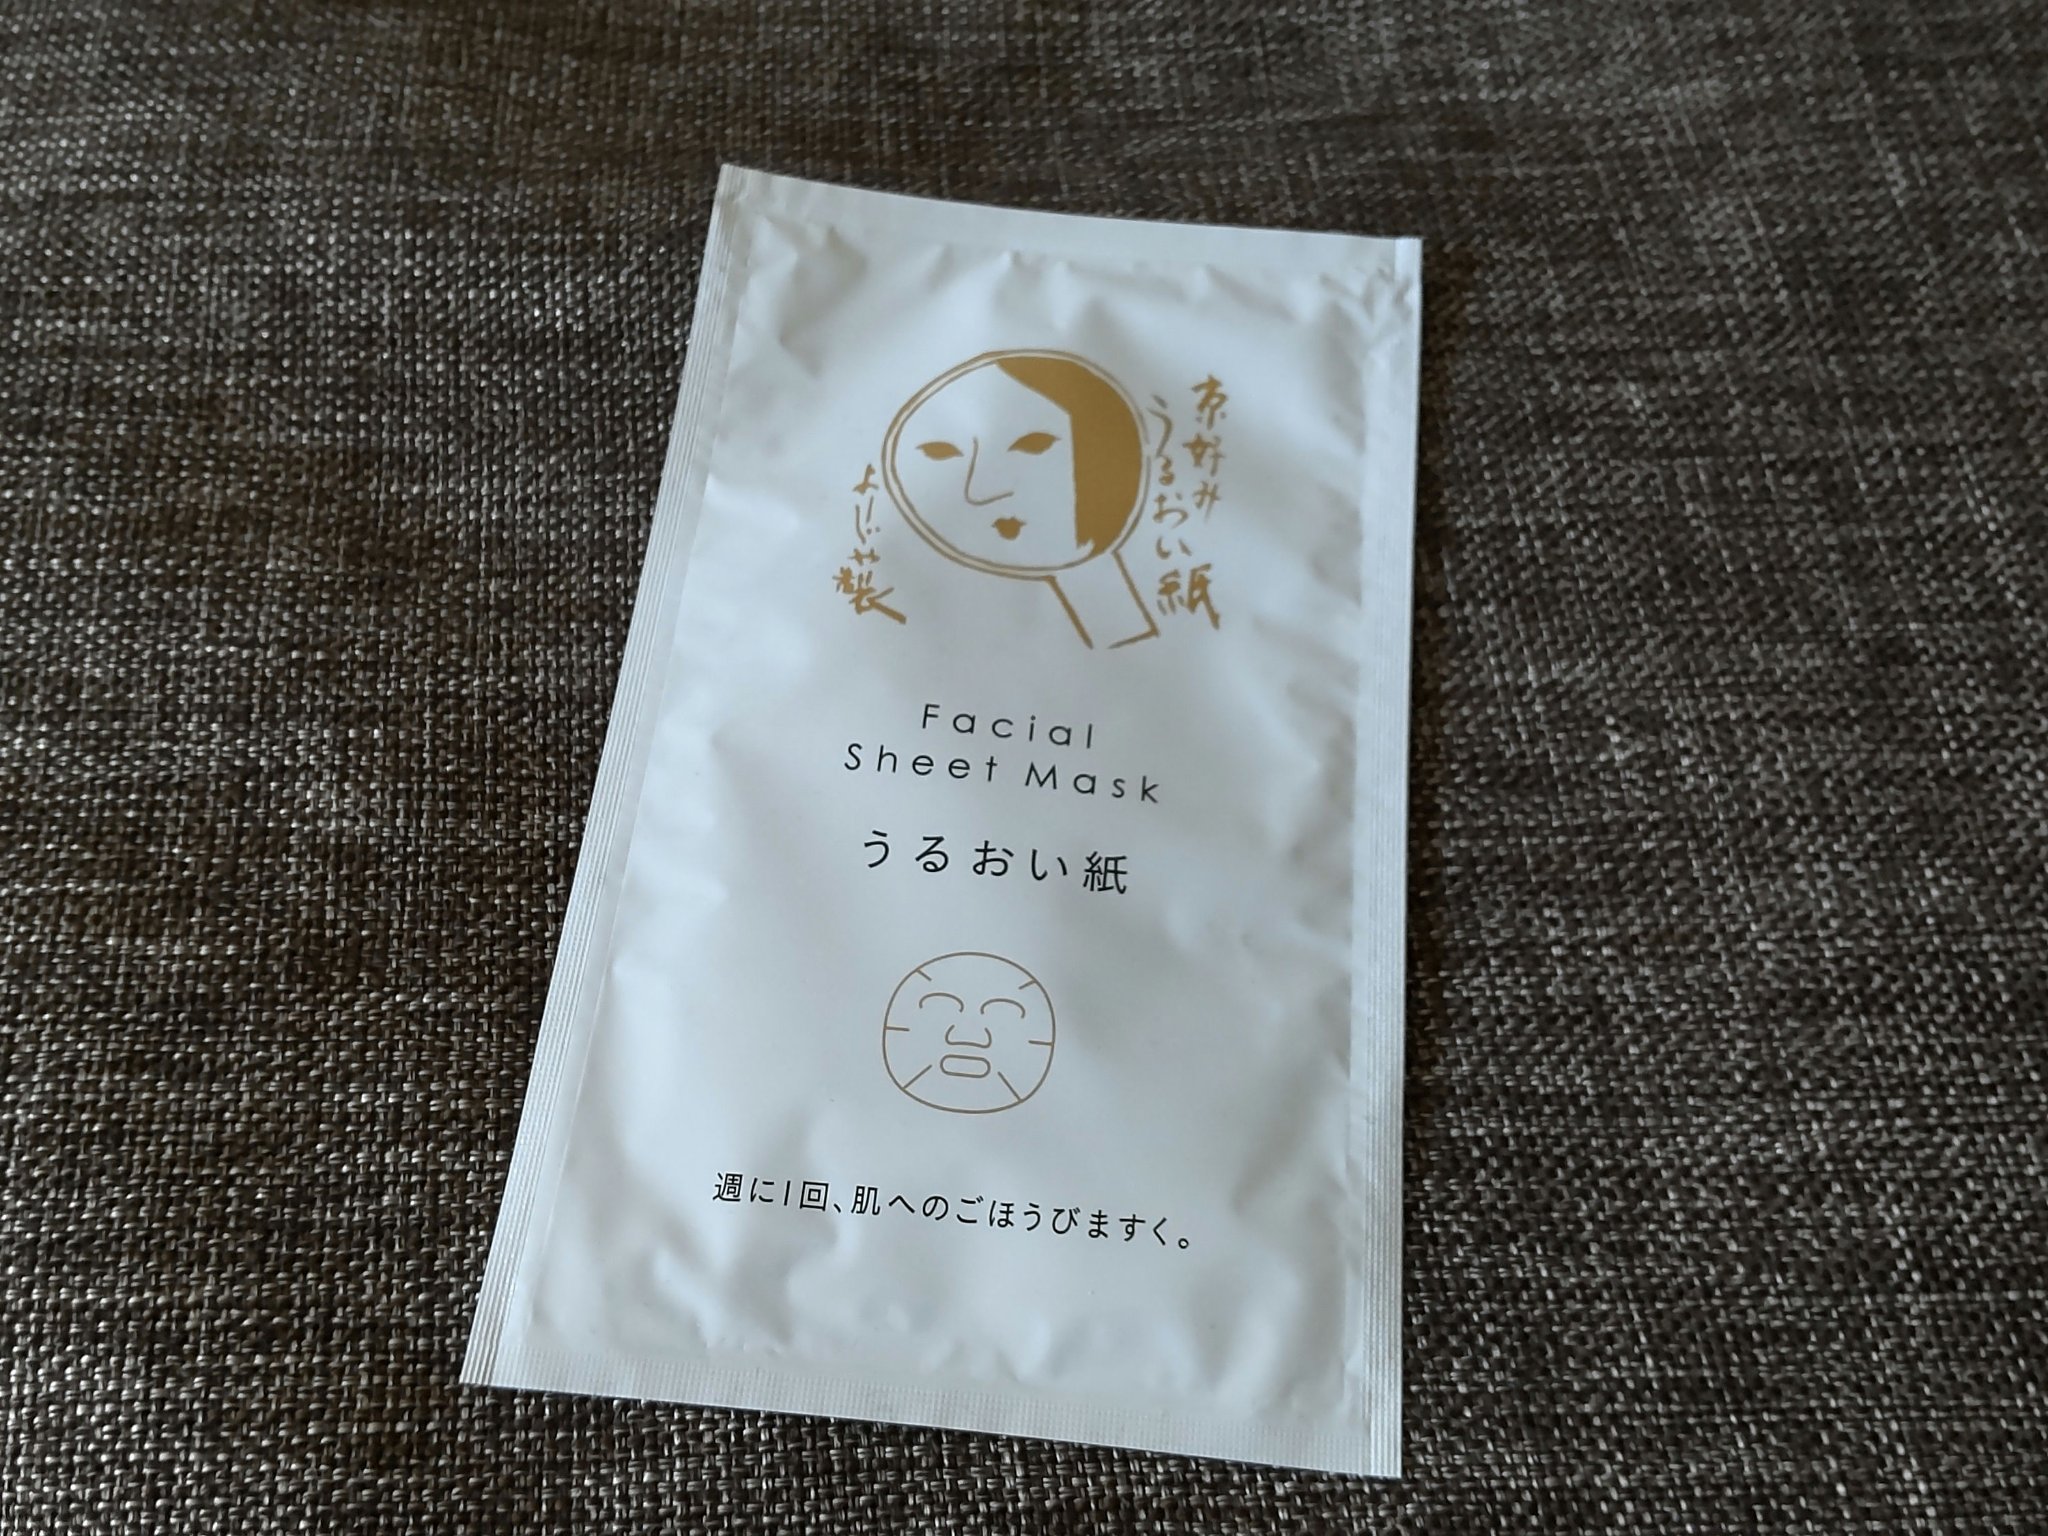 京好み
うるおい紙
よーじや製
Facial
Sheet Mask
うるおい紙
週に1回、肌へのごほうびますく。